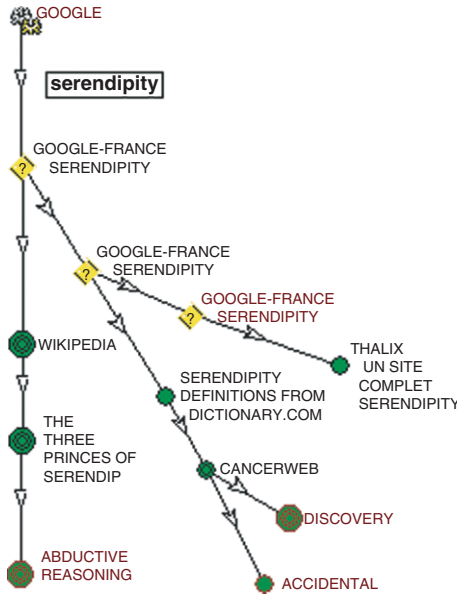 GOOGLE
serendipity
GOOGLE-FRANCE
SERENDIPITY
?
GOOGLE-FRANCE
SERENDIPITY
?
GOOGLE-FRANCE
SERENDIPITY
?
WIKIPEDIA
THALIX
UN SITE
COMPLET
SERENDIPITY
SERENDIPITY
DEFINITIONS FROM
DICTIONARY.COM
THE
THREE
PRINCES OF
SERENDIP
CANCERWEB
DISCOVERY
ABDUCTIVE
REASONING
ACCIDENTAL